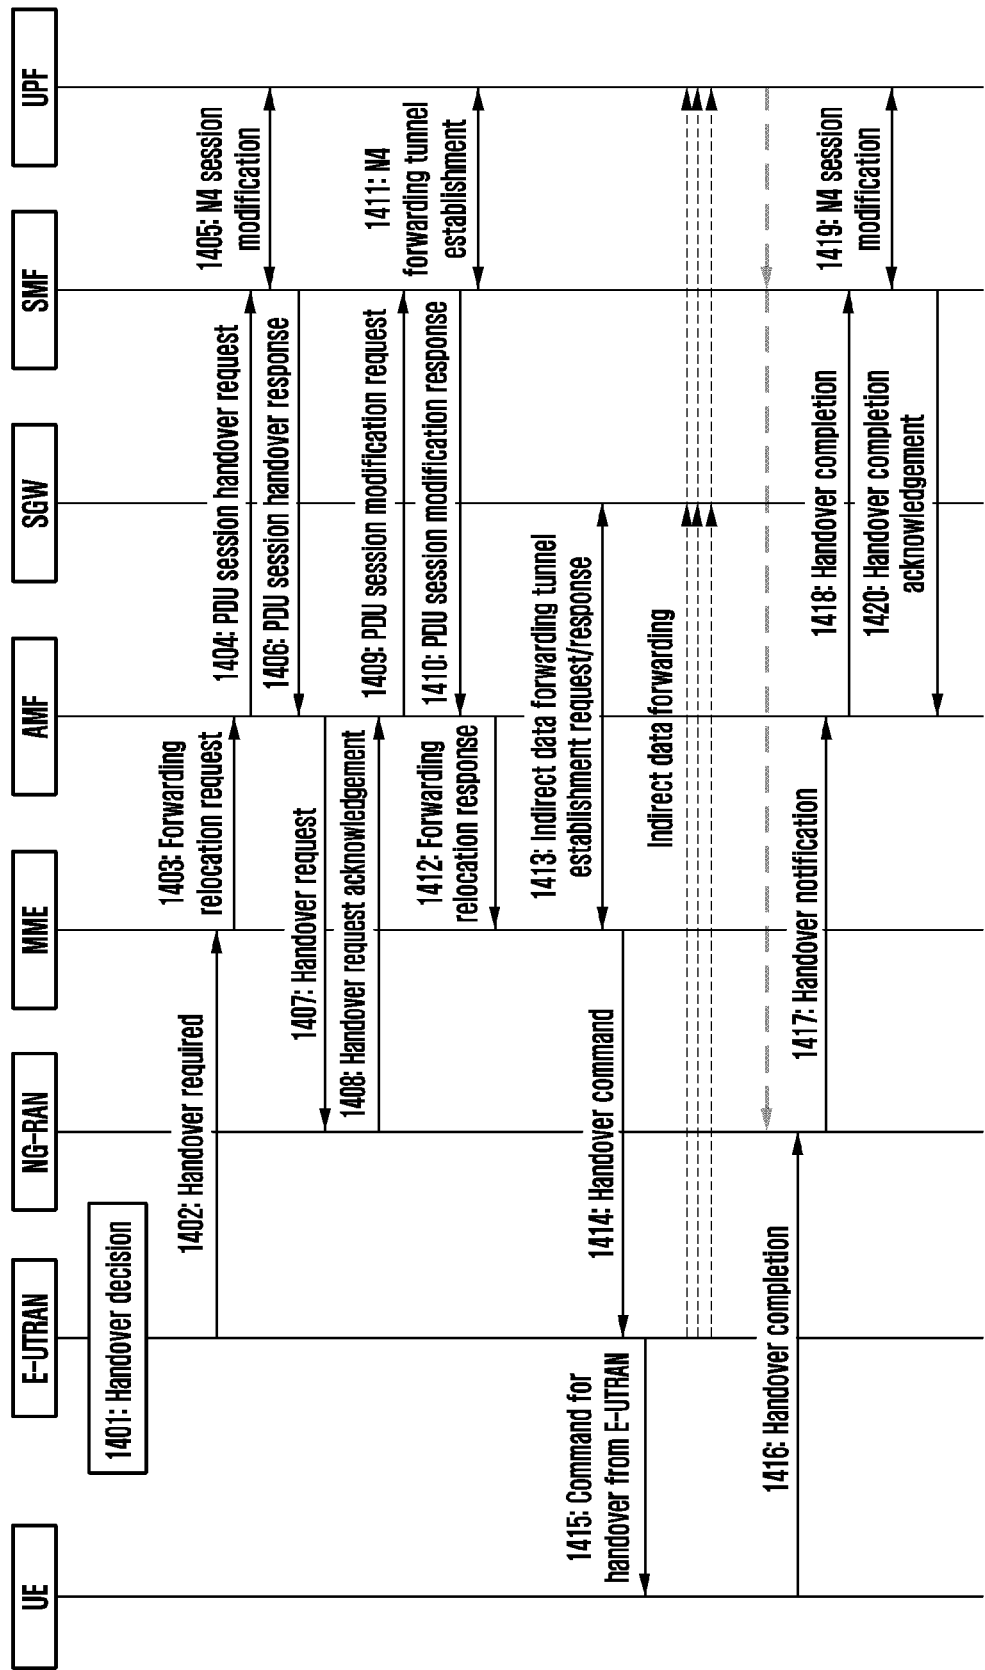 UE
E-UTRAN
NG-RAN
MME
AMF
SGW
SMF
UPF
1401: Handover decision
1402: Handover required
1403: Forwarding
relocation request
1404: PDU session handover request
1405: N4 session
modification
1406: PDU session handover response
1407: Handover request
1408: Handover request acknowledgement
1409: PDU session modification request
1410: PDU session modification response
1411: N4
forwarding tunnel
establishment
1412: Forwarding
relocation response
1413: Indirect data forwarding tunnel
establishment request/response
1414: Handover command
1415: Command for
handover from E-UTRAN
Indirect data forwarding
1416: Handover completion
1417: Handover notification
1418: Handover completion
1419: N4 session
modification
1420: Handover completion
acknowledgement